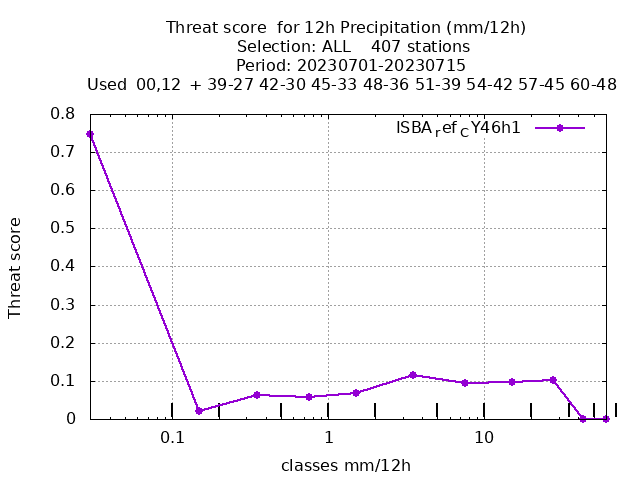 Threat score  for 12h Precipitation (mm/12h)
Selection: ALL    407 stations
Period: 20230701-20230715
Used  00,12  + 39-27 42-30 45-33 48-36 51-39 54-42 57-45 60-48
ISBA_ref_CY46h1
0.8
0.7
0.6
0.5
0.4
0.3
0.2
0.1
0
Threat score
0.1 1 10
classes mm/12h